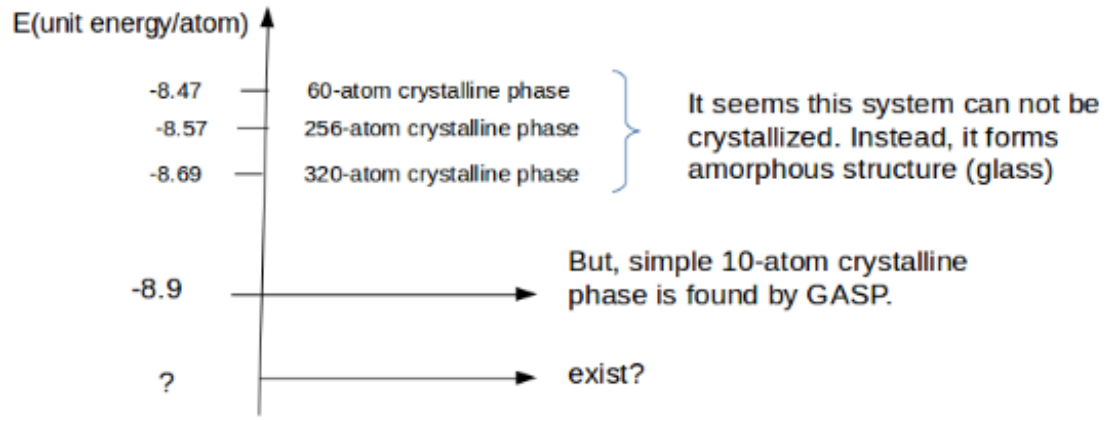 E(unit energy/atom)
-8.47 60-atom crystalline phase
-8.57 256-atom crystalline phase
-8.69 320-atom crystalline phase
It seems this system can not be
crystallized. Instead, it forms
amorphous structure (glass)
-8.9
But, simple 10-atom crystalline
phase is found by GASP.
? exist?